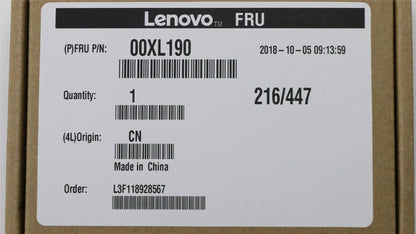 Lenovo™ FRU
(P)FRU P/N: 00XL190 2018-10-05 09:13:59
Quantity: 1 216/447
(4L)Origin: CN
Made in China
Order: L3F118928567